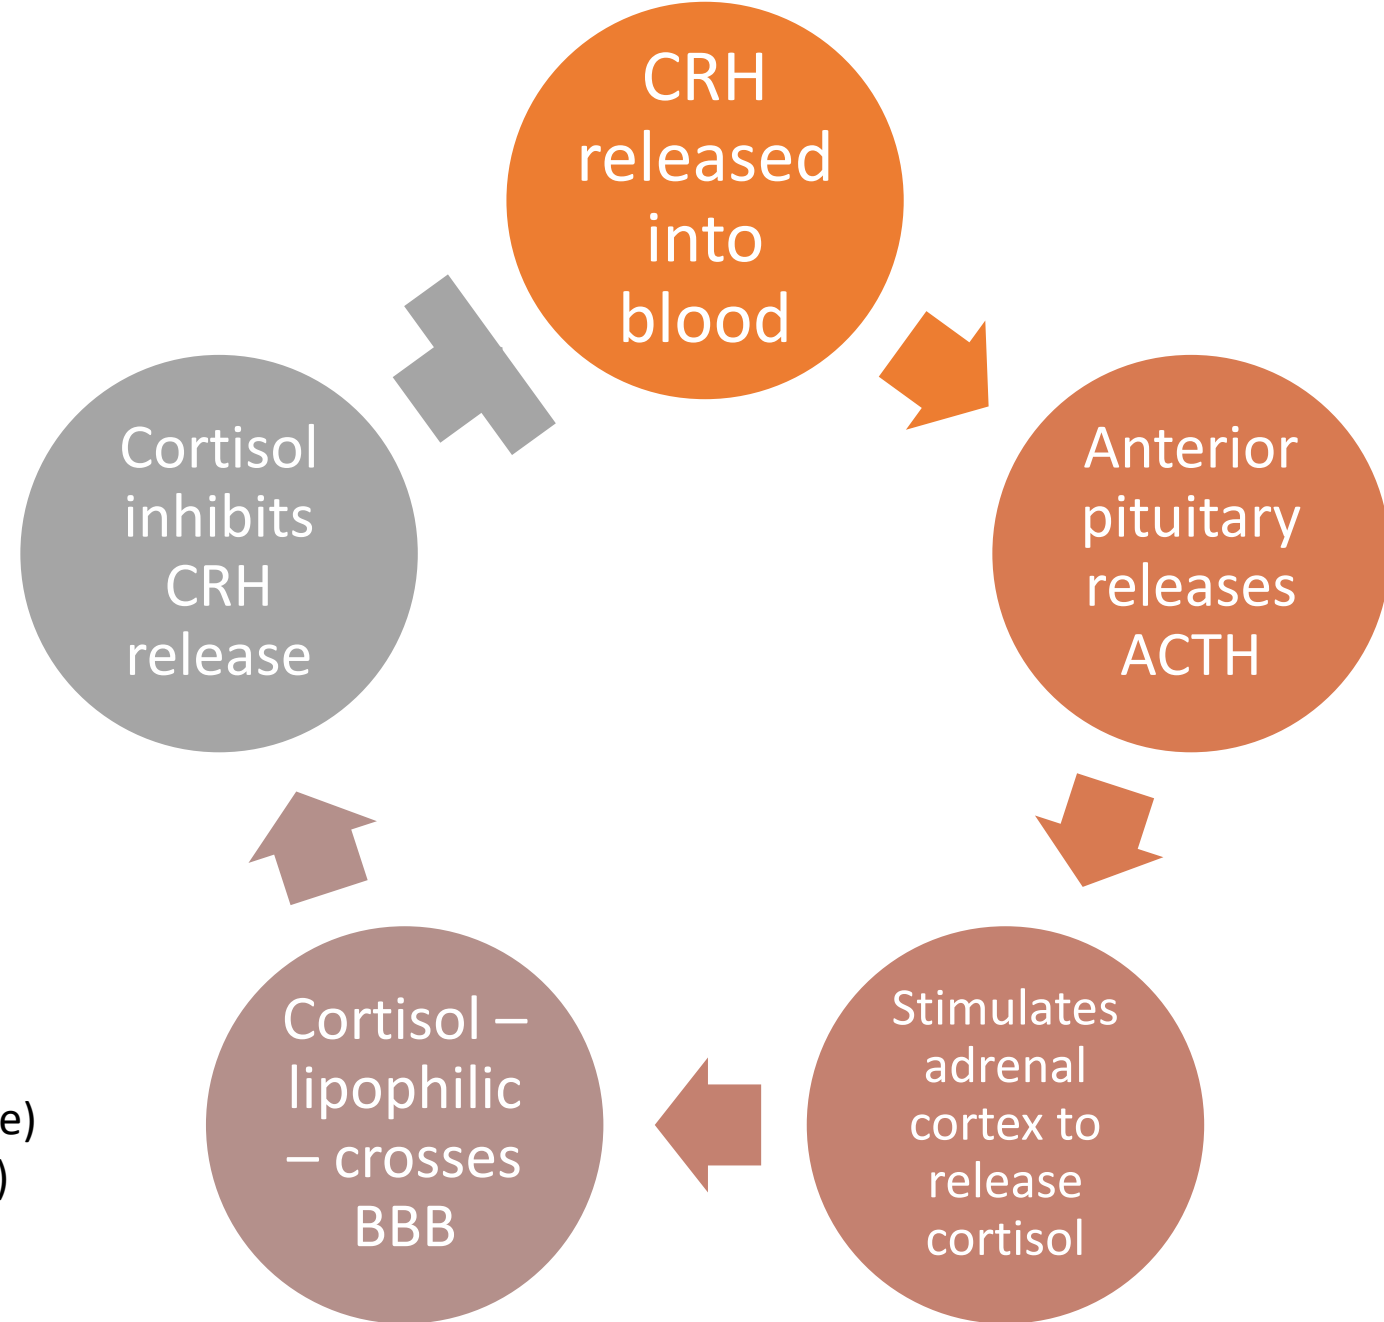 CRH
released
into
blood
Anterior
pituitary
releases
ACTH
Stimulates
adrenal
cortex to
release
cortisol
Cortisol –
lipophilic
– crosses
BBB
Cortisol
inhibits
CRH
release
e)
)